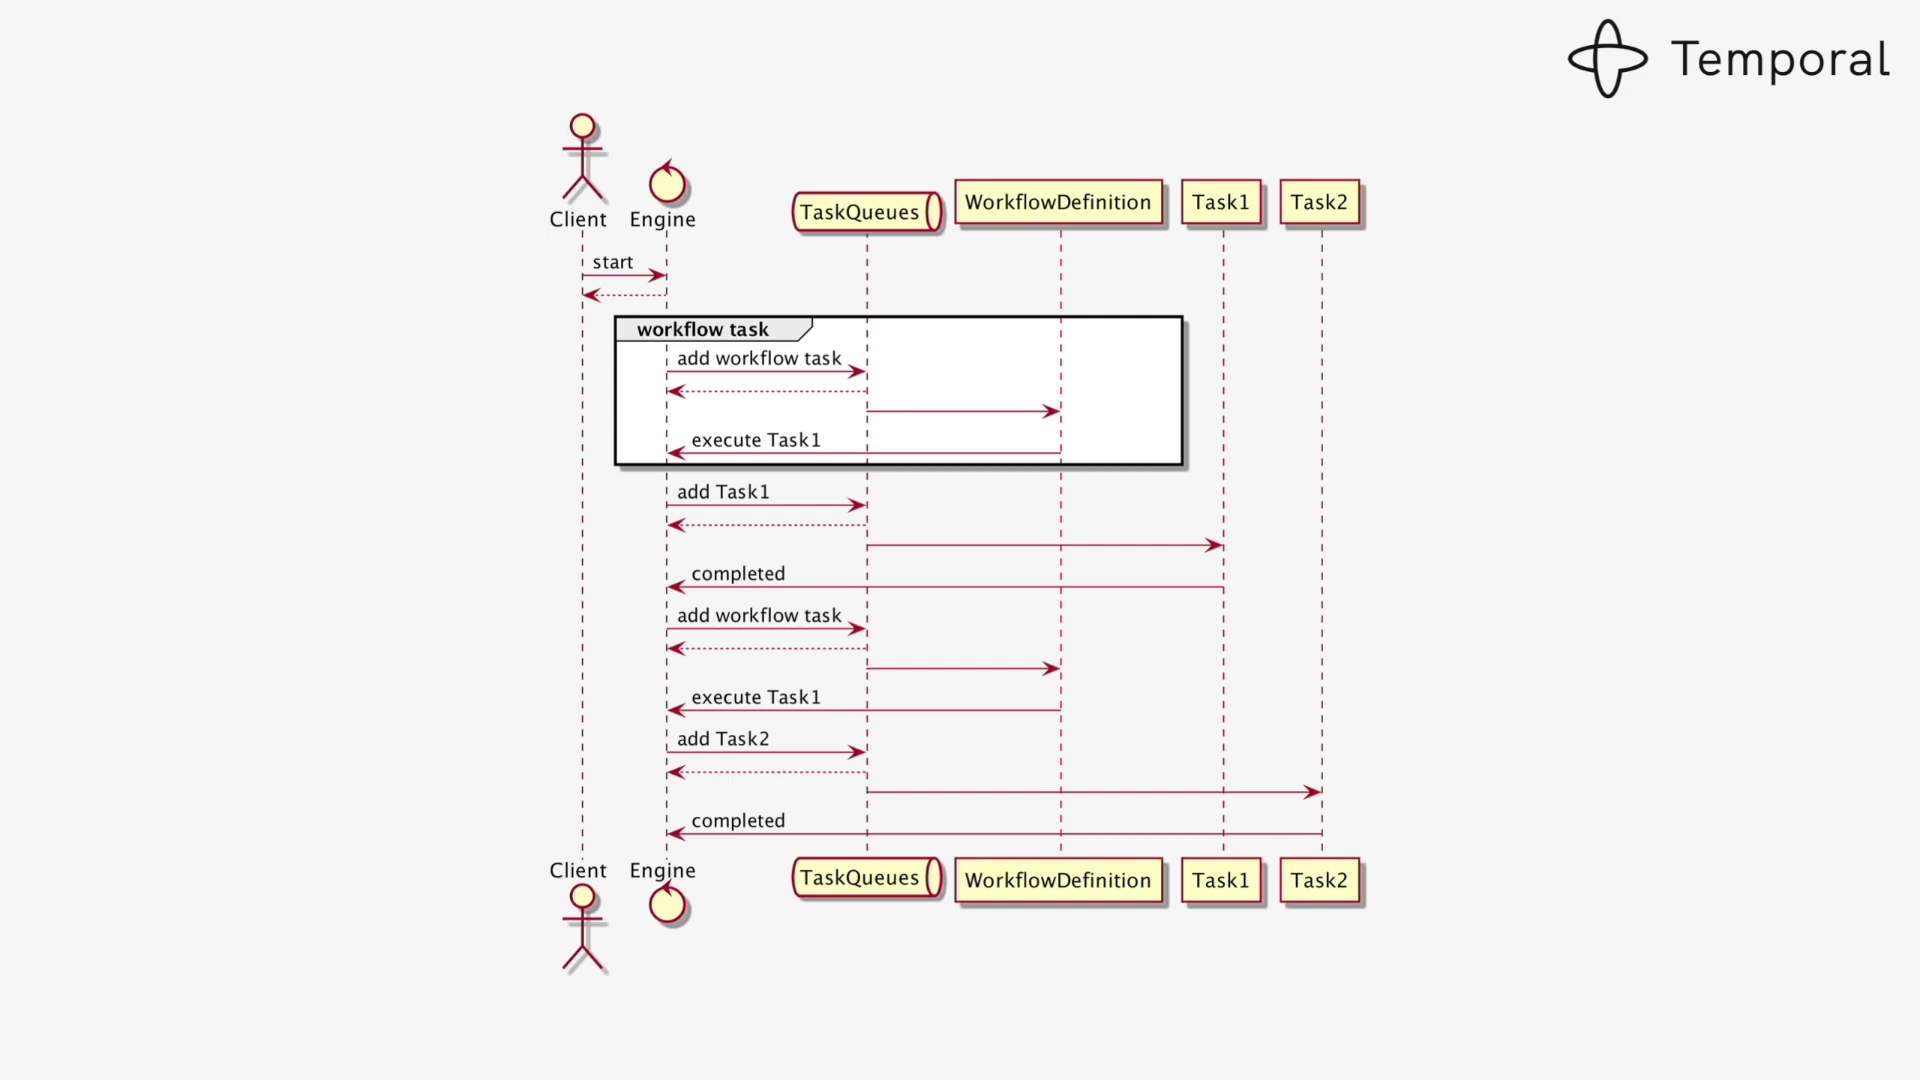 Temporal
Client
Engine
TaskQueues
WorkflowDefinition
Task1
Task2
start
workflow task
add workflow task
execute Task1
add Task1
completed
add workflow task
execute Task1
add Task2
completed
Client
Engine
TaskQueues
WorkflowDefinition
Task1
Task2